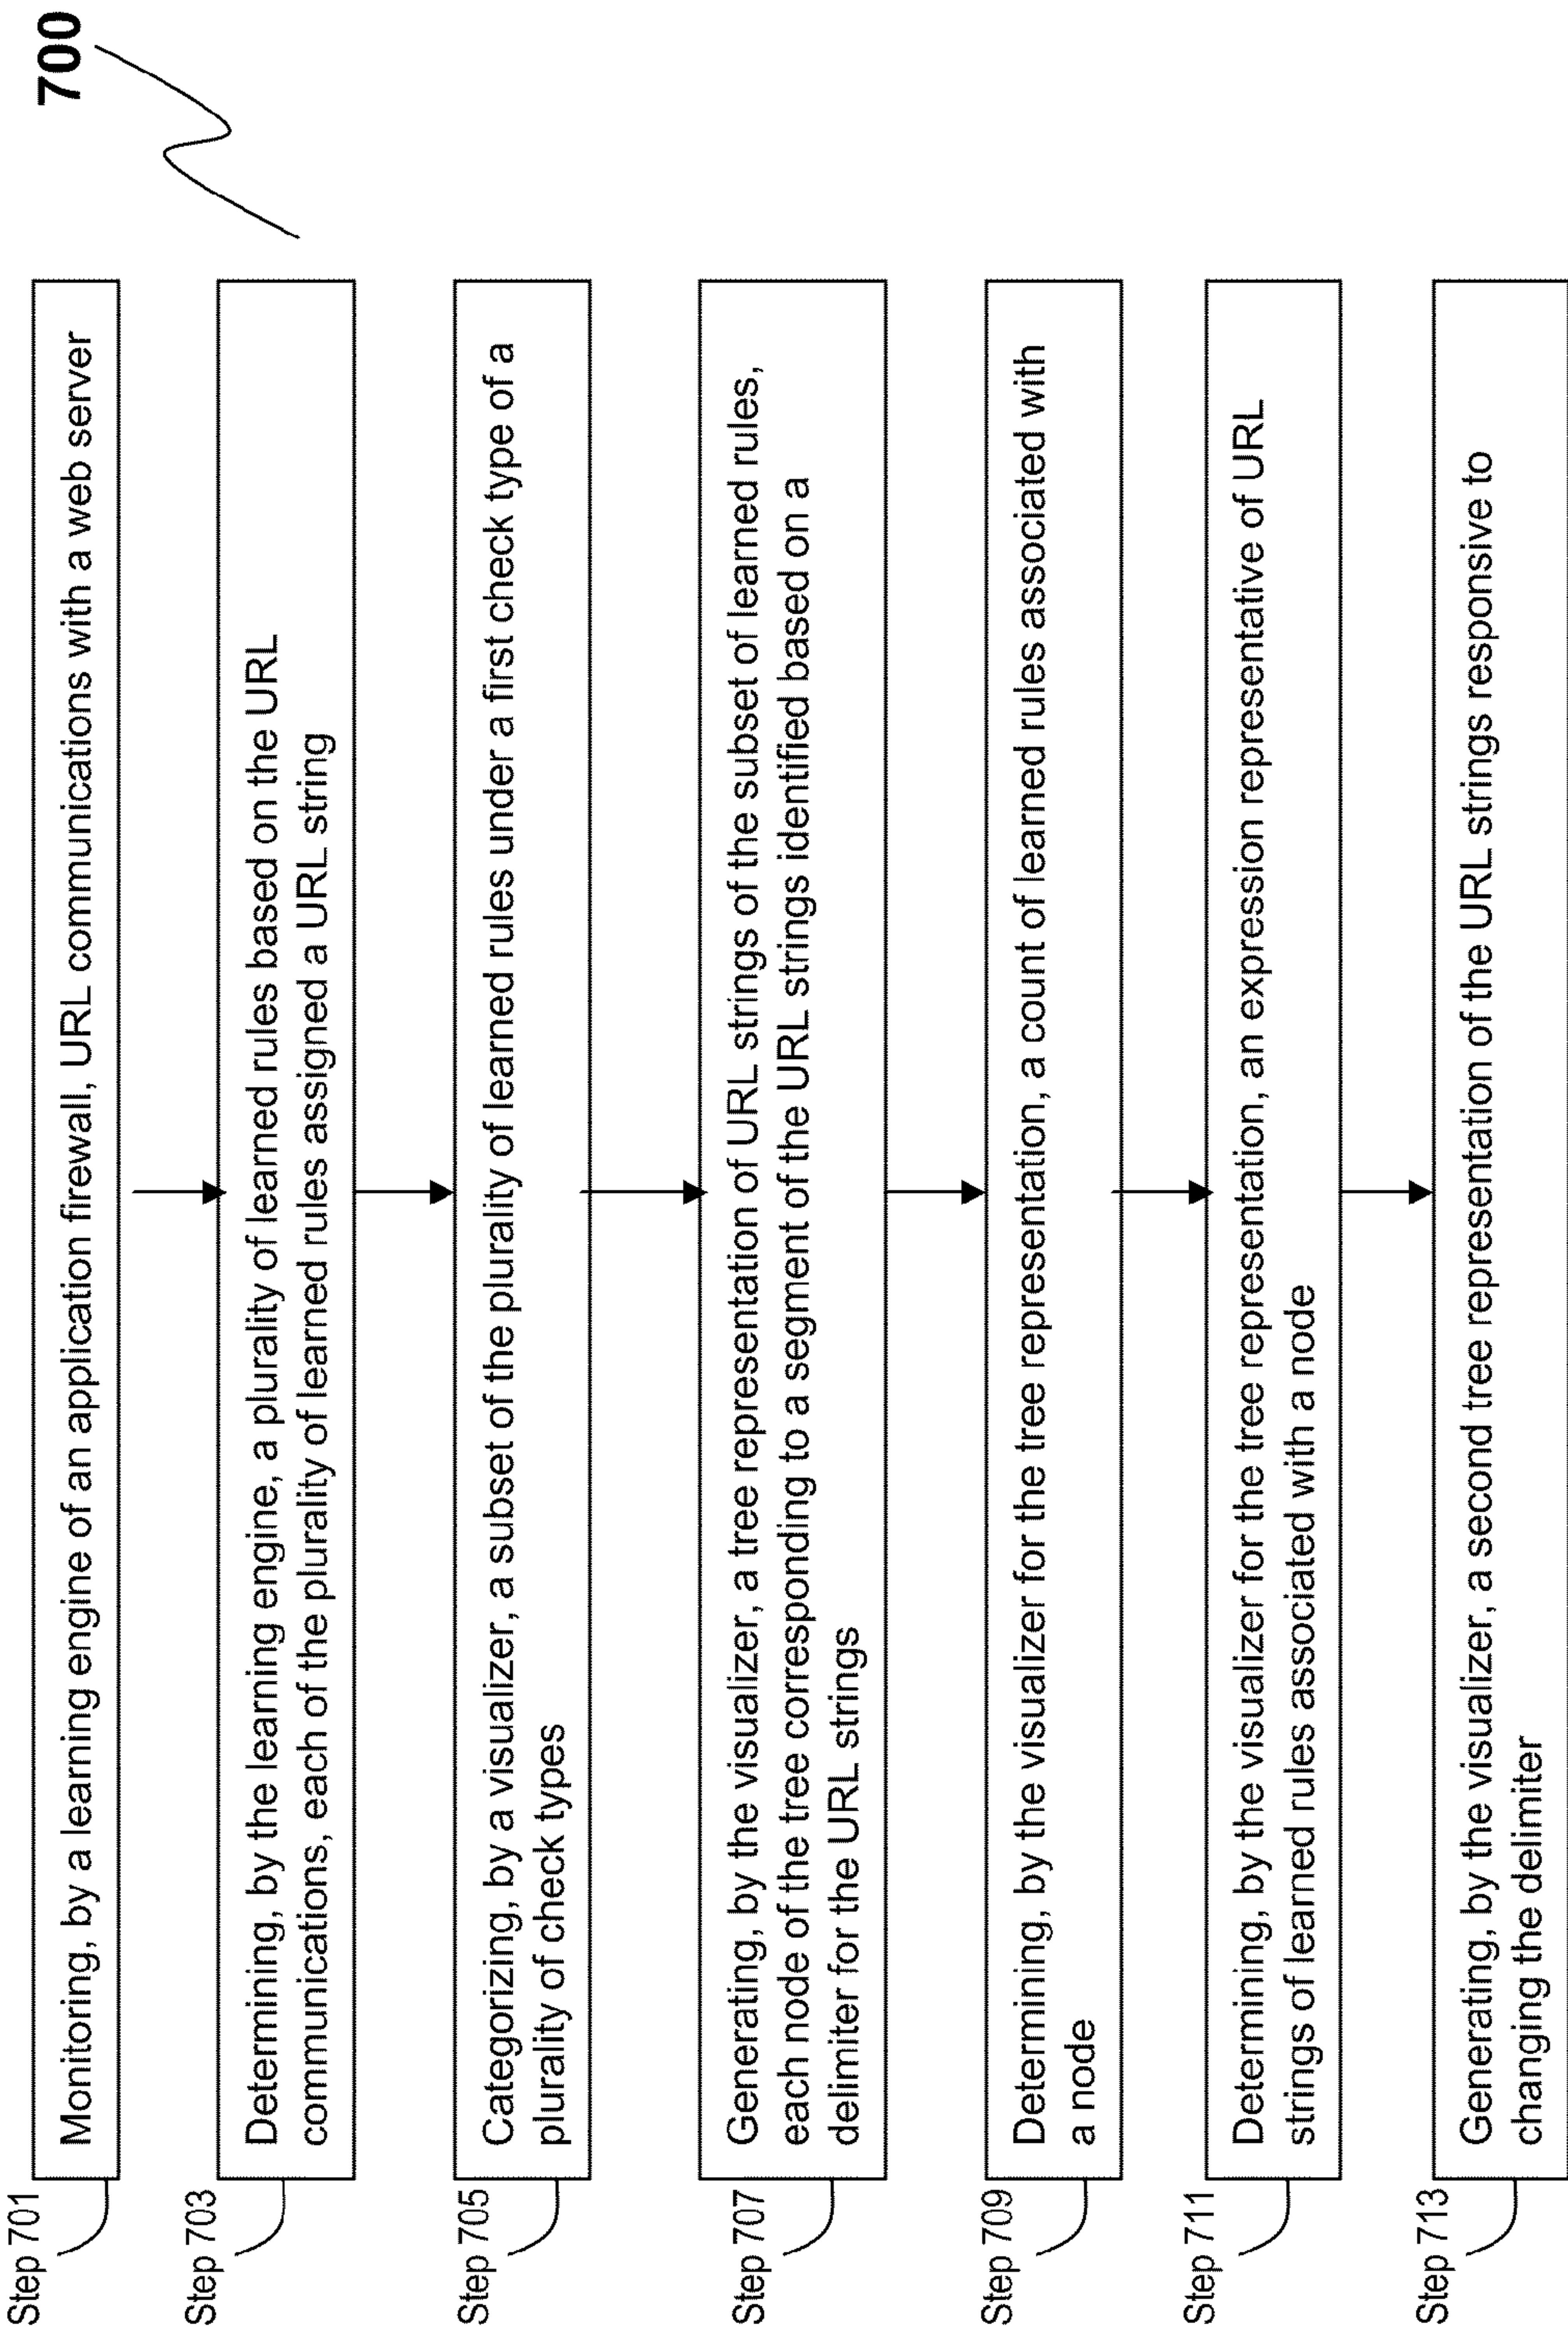 700
Step 701
Monitoring, by a learning engine of an application firewall, URL communications with a web server
Step 703
Determining, by the learning engine, a plurality of learned rules based on the URL
communications, each of the plurality of learned rules assigned a URL string
Step 705
Categorizing, by a visualizer, a subset of the plurality of learned rules under a first check type of a
plurality of check types
Step 707
Generating, by the visualizer, a tree representation of URL strings of the subset of learned rules,
each node of the tree corresponding to a segment of the URL strings identified based on a
delimiter for the URL strings
Step 709
Determining, by the visualizer for the tree representation, a count of learned rules associated with
a node
Step 711
Determining, by the visualizer for the tree representation, an expression representative of URL
strings of learned rules associated with a node
Step 713
Generating, by the visualizer, a second tree representation of the URL strings responsive to
changing the delimiter